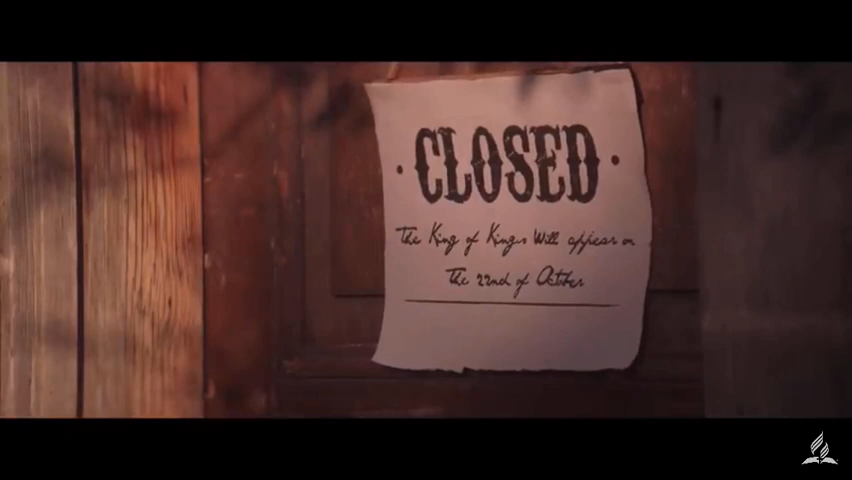 · CLOSED ·
The King of Kings Will appear on
The 22nd of October